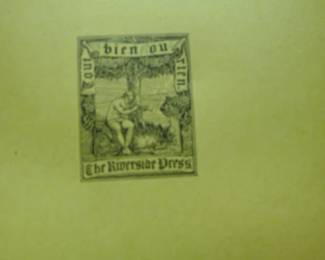 Tout bien ou rien
The Riverside Press